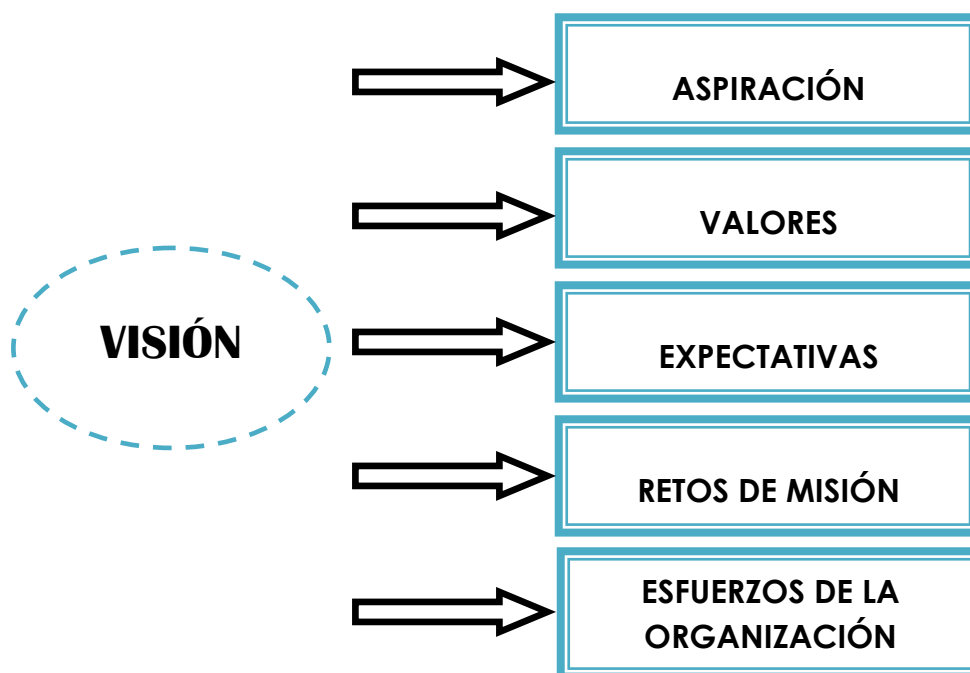 ASPIRACIÓN
VALORES
VISIÓN
EXPECTATIVAS
RETOS DE MISIÓN
ESFUERZOS DE LA
ORGANIZACIÓN